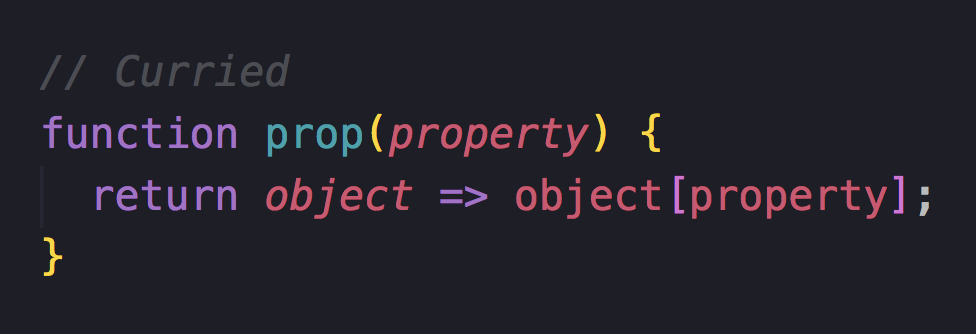 // Curried
function prop(property) {
  return object => object[property];
}